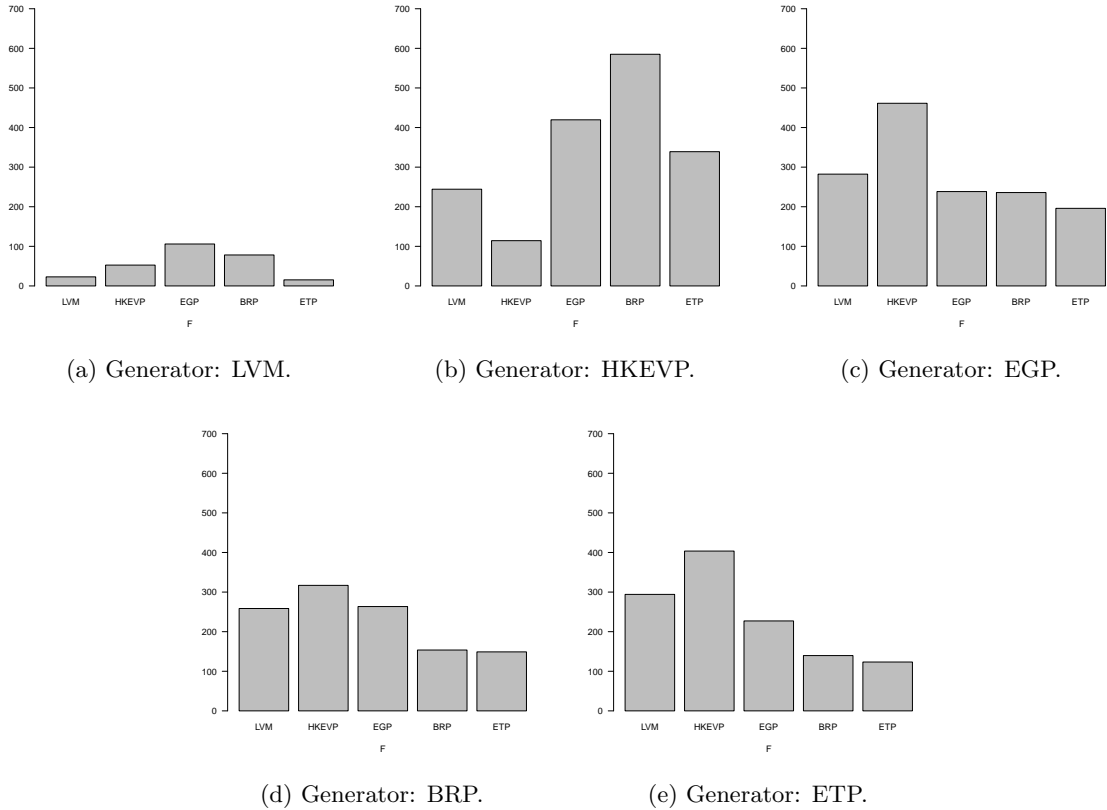 700
600
500
400
300
200
100
0
LVM HKEVP EGP BRP ETP
F
(a) Generator: LVM.
700
600
500
400
300
200
100
0
LVM HKEVP EGP BRP ETP
F
(b) Generator: HKEVP.
700
600
500
400
300
200
100
0
LVM HKEVP EGP BRP ETP
F
(c) Generator: EGP.
700
600
500
400
300
200
100
0
LVM HKEVP EGP BRP ETP
F
(d) Generator: BRP.
700
600
500
400
300
200
100
0
LVM HKEVP EGP BRP ETP
F
(e) Generator: ETP.